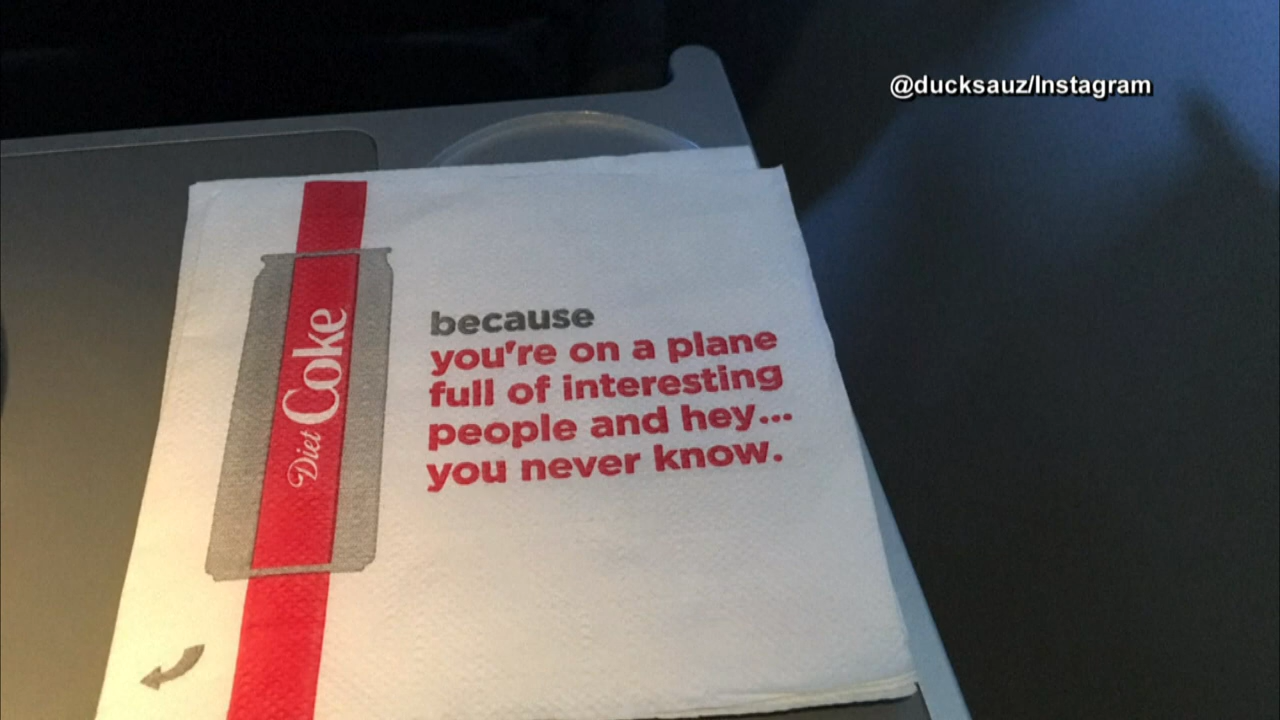 @ducksauz/Instagram
Diet Coke
because
you're on a plane
full of interesting
people and hey...
you never know.